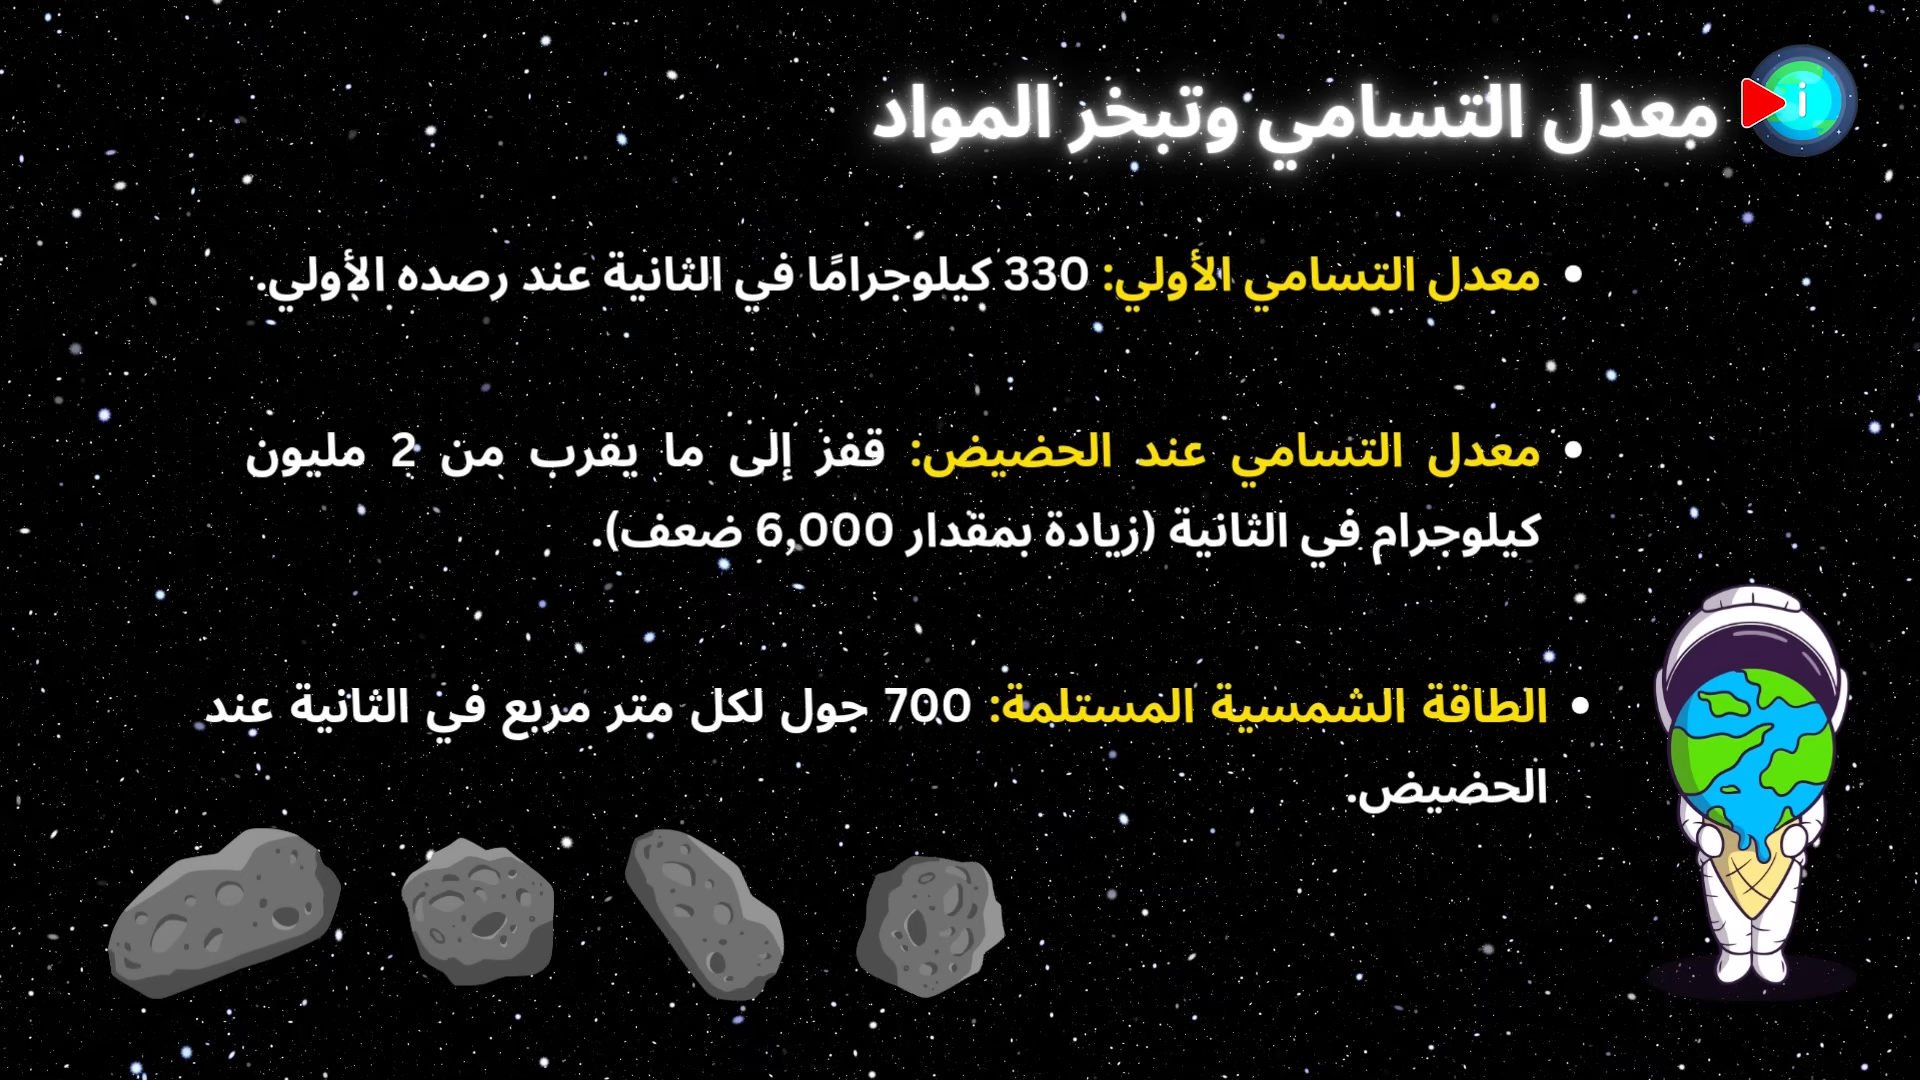 معدل التسامي وتبخر المواد
i
• معدل التسامي الأولي: 330 كيلوجرامًا في الثانية عند رصده الأولي.
• معدل التسامي عند الحضيض: قفز إلى ما يقرب من 2 مليون
كيلوجرام في الثانية (زيادة بمقدار 6,000 ضعف).
• الطاقة الشمسية المستلمة: 700 جول لكل متر مربع في الثانية عند
الحضيض.